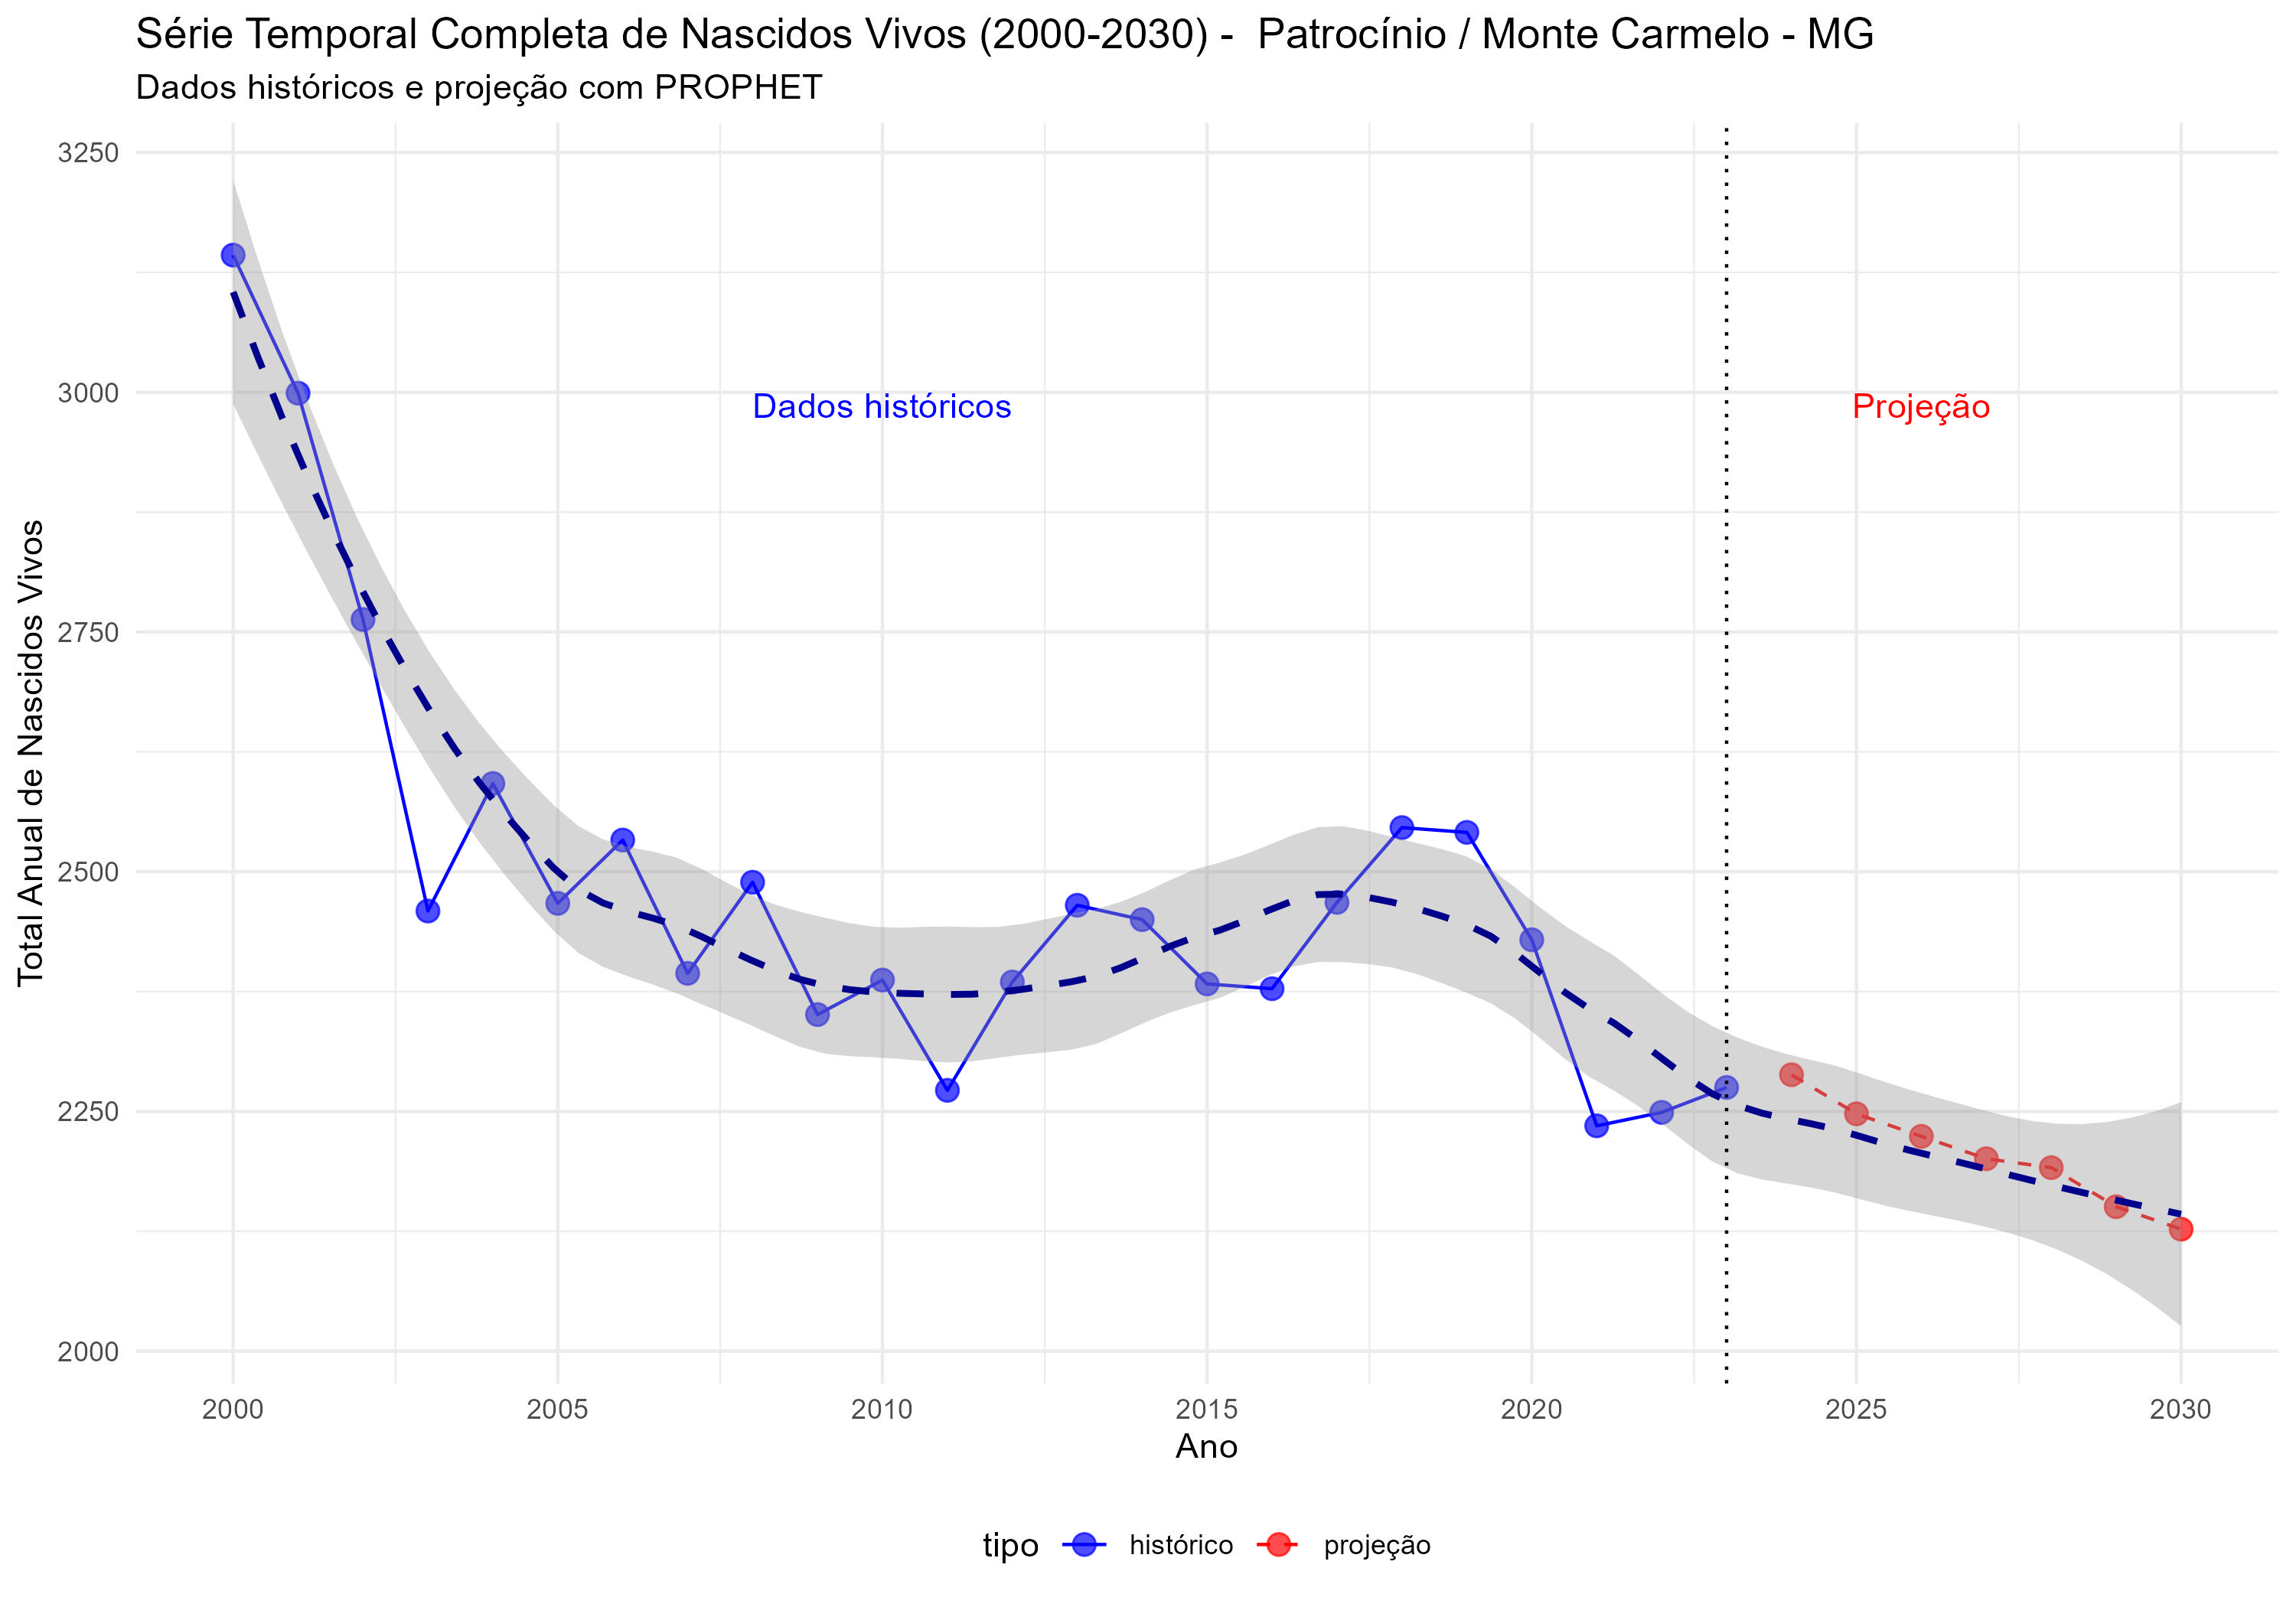 Série Temporal Completa de Nascidos Vivos (2000-2030) -  Patrocínio / Monte Carmelo - MG
Dados históricos e projeção com PROPHET
Total Anual de Nascidos Vivos
3250
3000
2750
2500
2250
2000
Dados históricos
Projeção
2000 2005 2010 2015 2020 2025 2030
Ano
tipo histórico projeção